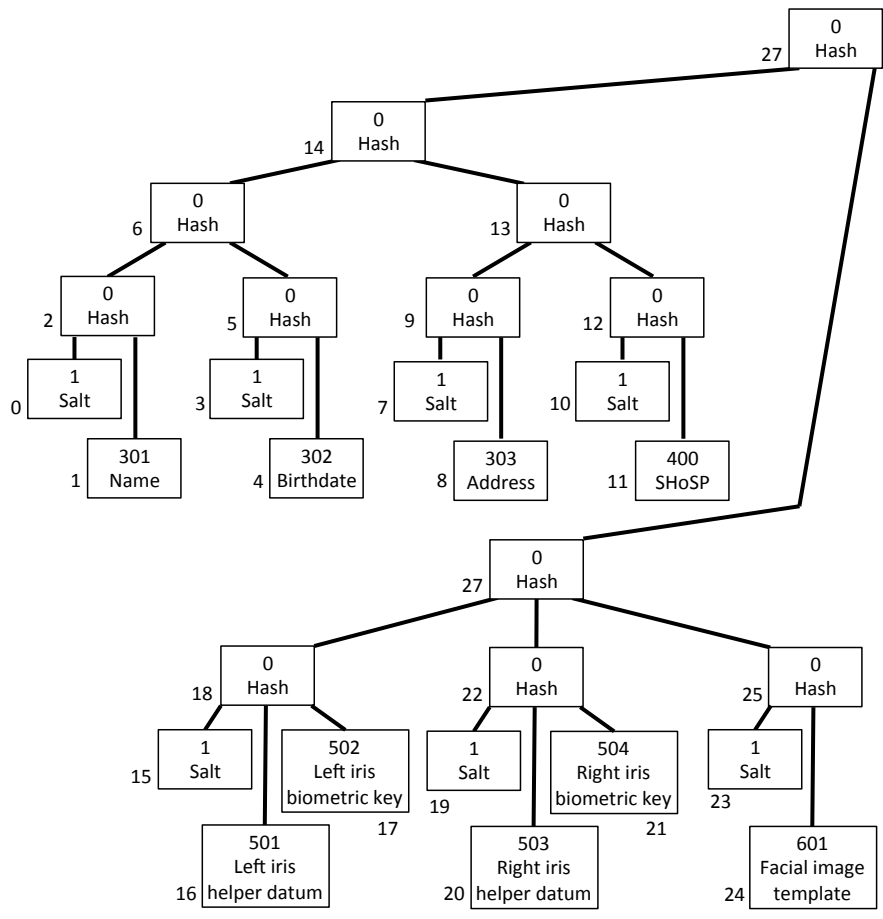 0
Hash
27
0
Hash
14
0
Hash
6
0
Hash
13
0
Hash
2
0
Hash
5
0
Hash
9
0
Hash
12
1
Salt
0
1
Salt
3
1
Salt
7
1
Salt
10
301
Name
1
302
Birthdate
4
303
Address
8
400
SHoSP
11
0
Hash
27
0
Hash
18
0
Hash
22
0
Hash
25
1
Salt
15
502
Left iris
biometric key
17
1
Salt
19
504
Right iris
biometric key
21
1
Salt
23
501
Left iris
helper datum
16
503
Right iris
helper datum
20
601
Facial image
template
24